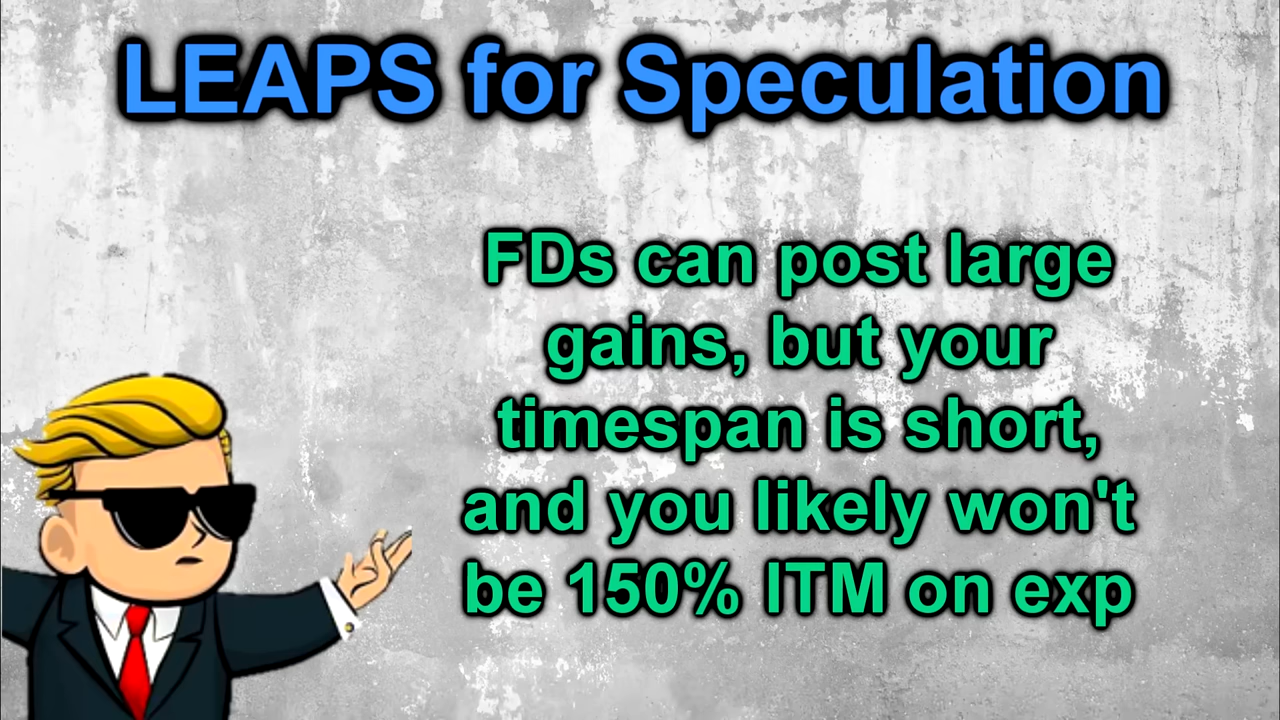 LEAPS for Speculation
FDs can post large
gains, but your
timespan is short,
and you likely won't
be 150% ITM on exp